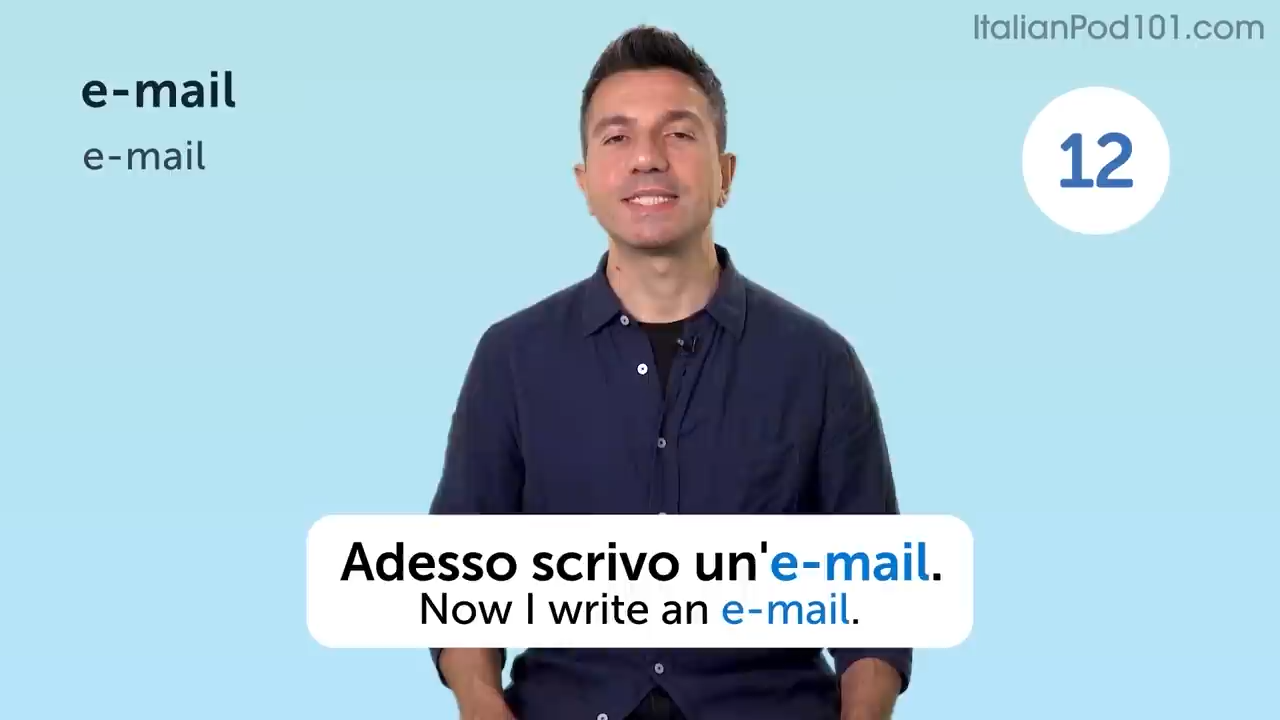 ItalianPod101.com
e-mail
e-mail
12
Adesso scrivo un'e-mail.
Now I write an e-mail.